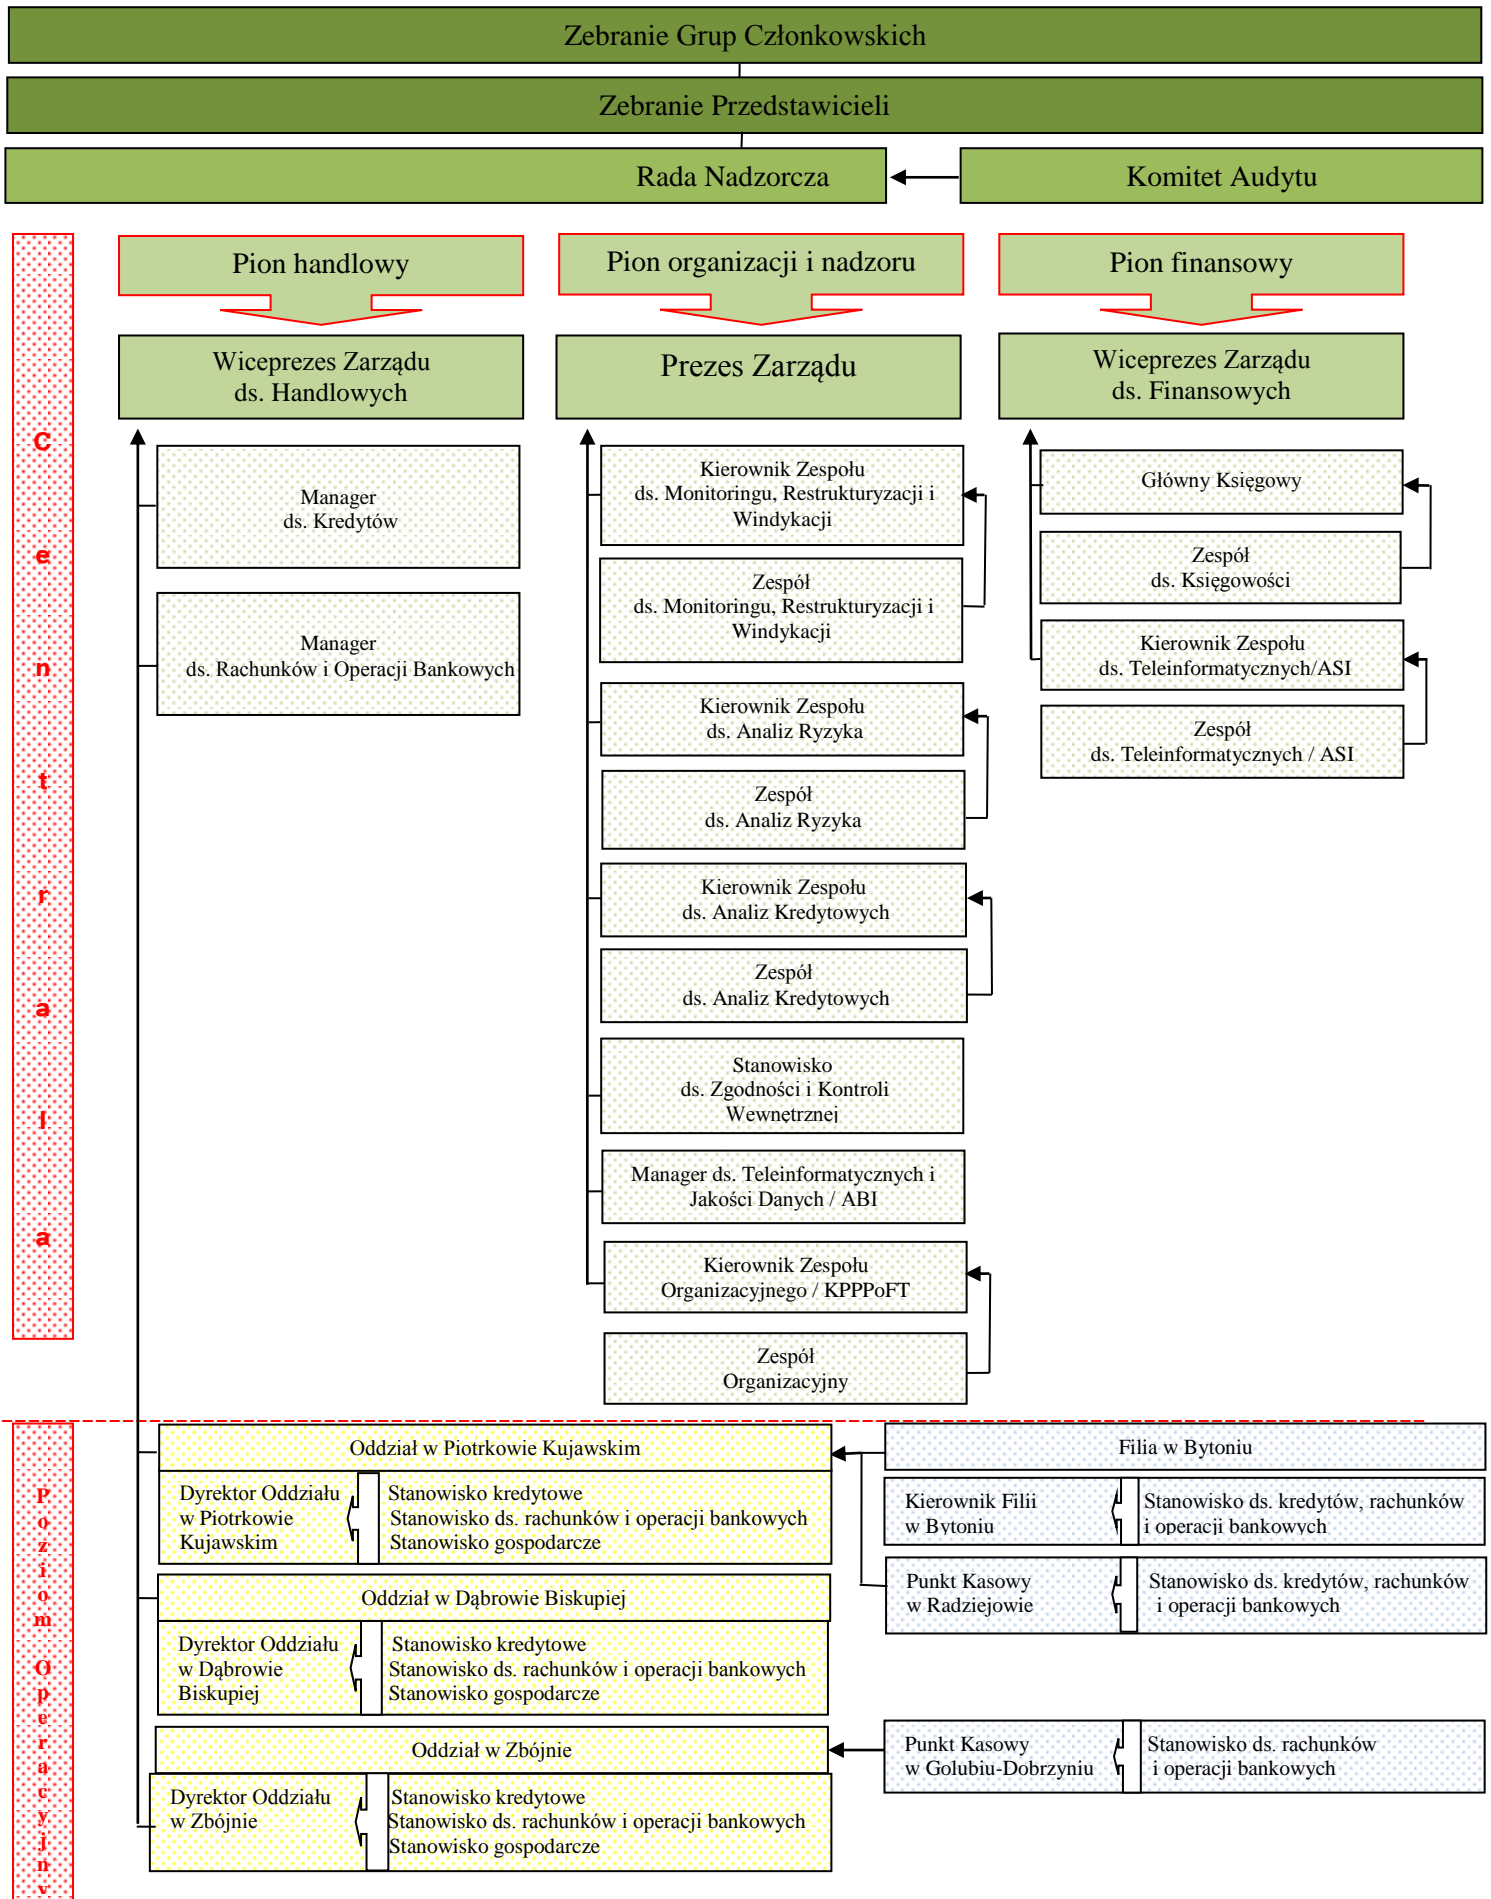 Zebranie Grup Członkowskich
Zebranie Przedstawicieli
Rada Nadzorcza
Komitet Audytu
Centrala
Pion handlowy
Wiceprezes Zarządu
ds. Handlowych
Manager
ds. Kredytów
Manager
ds. Rachunków i Operacji Bankowych
Pion organizacji i nadzoru
Prezes Zarządu
Kierownik Zespołu
ds. Monitoringu, Restrukturyzacji i
Windykacji
Zespół
ds. Monitoringu, Restrukturyzacji i
Windykacji
Kierownik Zespołu
ds. Analiz Ryzyka
Zespół
ds. Analiz Ryzyka
Kierownik Zespołu
ds. Analiz Kredytowych
Zespół
ds. Analiz Kredytowych
Stanowisko
ds. Zgodności i Kontroli
Wewnętrznej
Manager ds. Teleinformatycznych i
Jakości Danych / ABI
Kierownik Zespołu
Organizacyjnego / KPPPoFT
Zespół
Organizacyjny
Pion finansowy
Wiceprezes Zarządu
ds. Finansowych
Główny Księgowy
Zespół
ds. Księgowości
Kierownik Zespołu
ds. Teleinformatycznych/ASI
Zespół
ds. Teleinformatycznych / ASI
Poziom Operacyjny
Oddział w Piotrkowie Kujawskim
Dyrektor Oddziału
w Piotrkowie
Kujawskim
Stanowisko kredytowe
Stanowisko ds. rachunków i operacji bankowych
Stanowisko gospodarcze
Filia w Bytoniu
Kierownik Filii
w Bytoniu
Stanowisko ds. kredytów, rachunków
i operacji bankowych
Punkt Kasowy
w Radziejowie
Stanowisko ds. kredytów, rachunków
i operacji bankowych
Oddział w Dąbrowie Biskupiej
Dyrektor Oddziału
w Dąbrowie
Biskupiej
Stanowisko kredytowe
Stanowisko ds. rachunków i operacji bankowych
Stanowisko gospodarcze
Oddział w Zbójnie
Dyrektor Oddziału
w Zbójnie
Stanowisko kredytowe
Stanowisko ds. rachunków i operacji bankowych
Stanowisko gospodarcze
Punkt Kasowy
w Golubiu-Dobrzyniu
Stanowisko ds. rachunków
i operacji bankowych